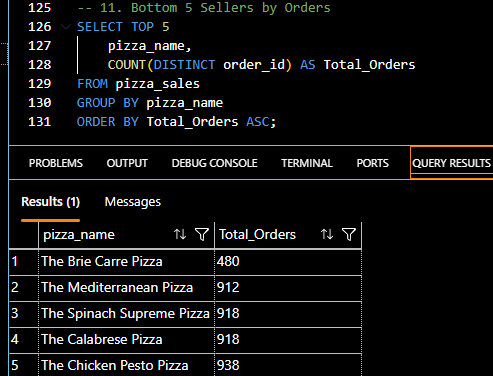 125 -- 11. Bottom 5 Sellers by Orders
126 SELECT TOP 5
127 pizza_name,
128 COUNT(DISTINCT order_id) AS Total_Orders
129 FROM pizza_sales
130 GROUP BY pizza_name
131 ORDER BY Total_Orders ASC;
PROBLEMS OUTPUT DEBUG CONSOLE TERMINAL PORTS QUERY RESULTS
Results (1) Messages
pizza_name Total_Orders
1 The Brie Carre Pizza 480
2 The Mediterranean Pizza 912
3 The Spinach Supreme Pizza 918
4 The Calabrese Pizza 918
5 The Chicken Pesto Pizza 938